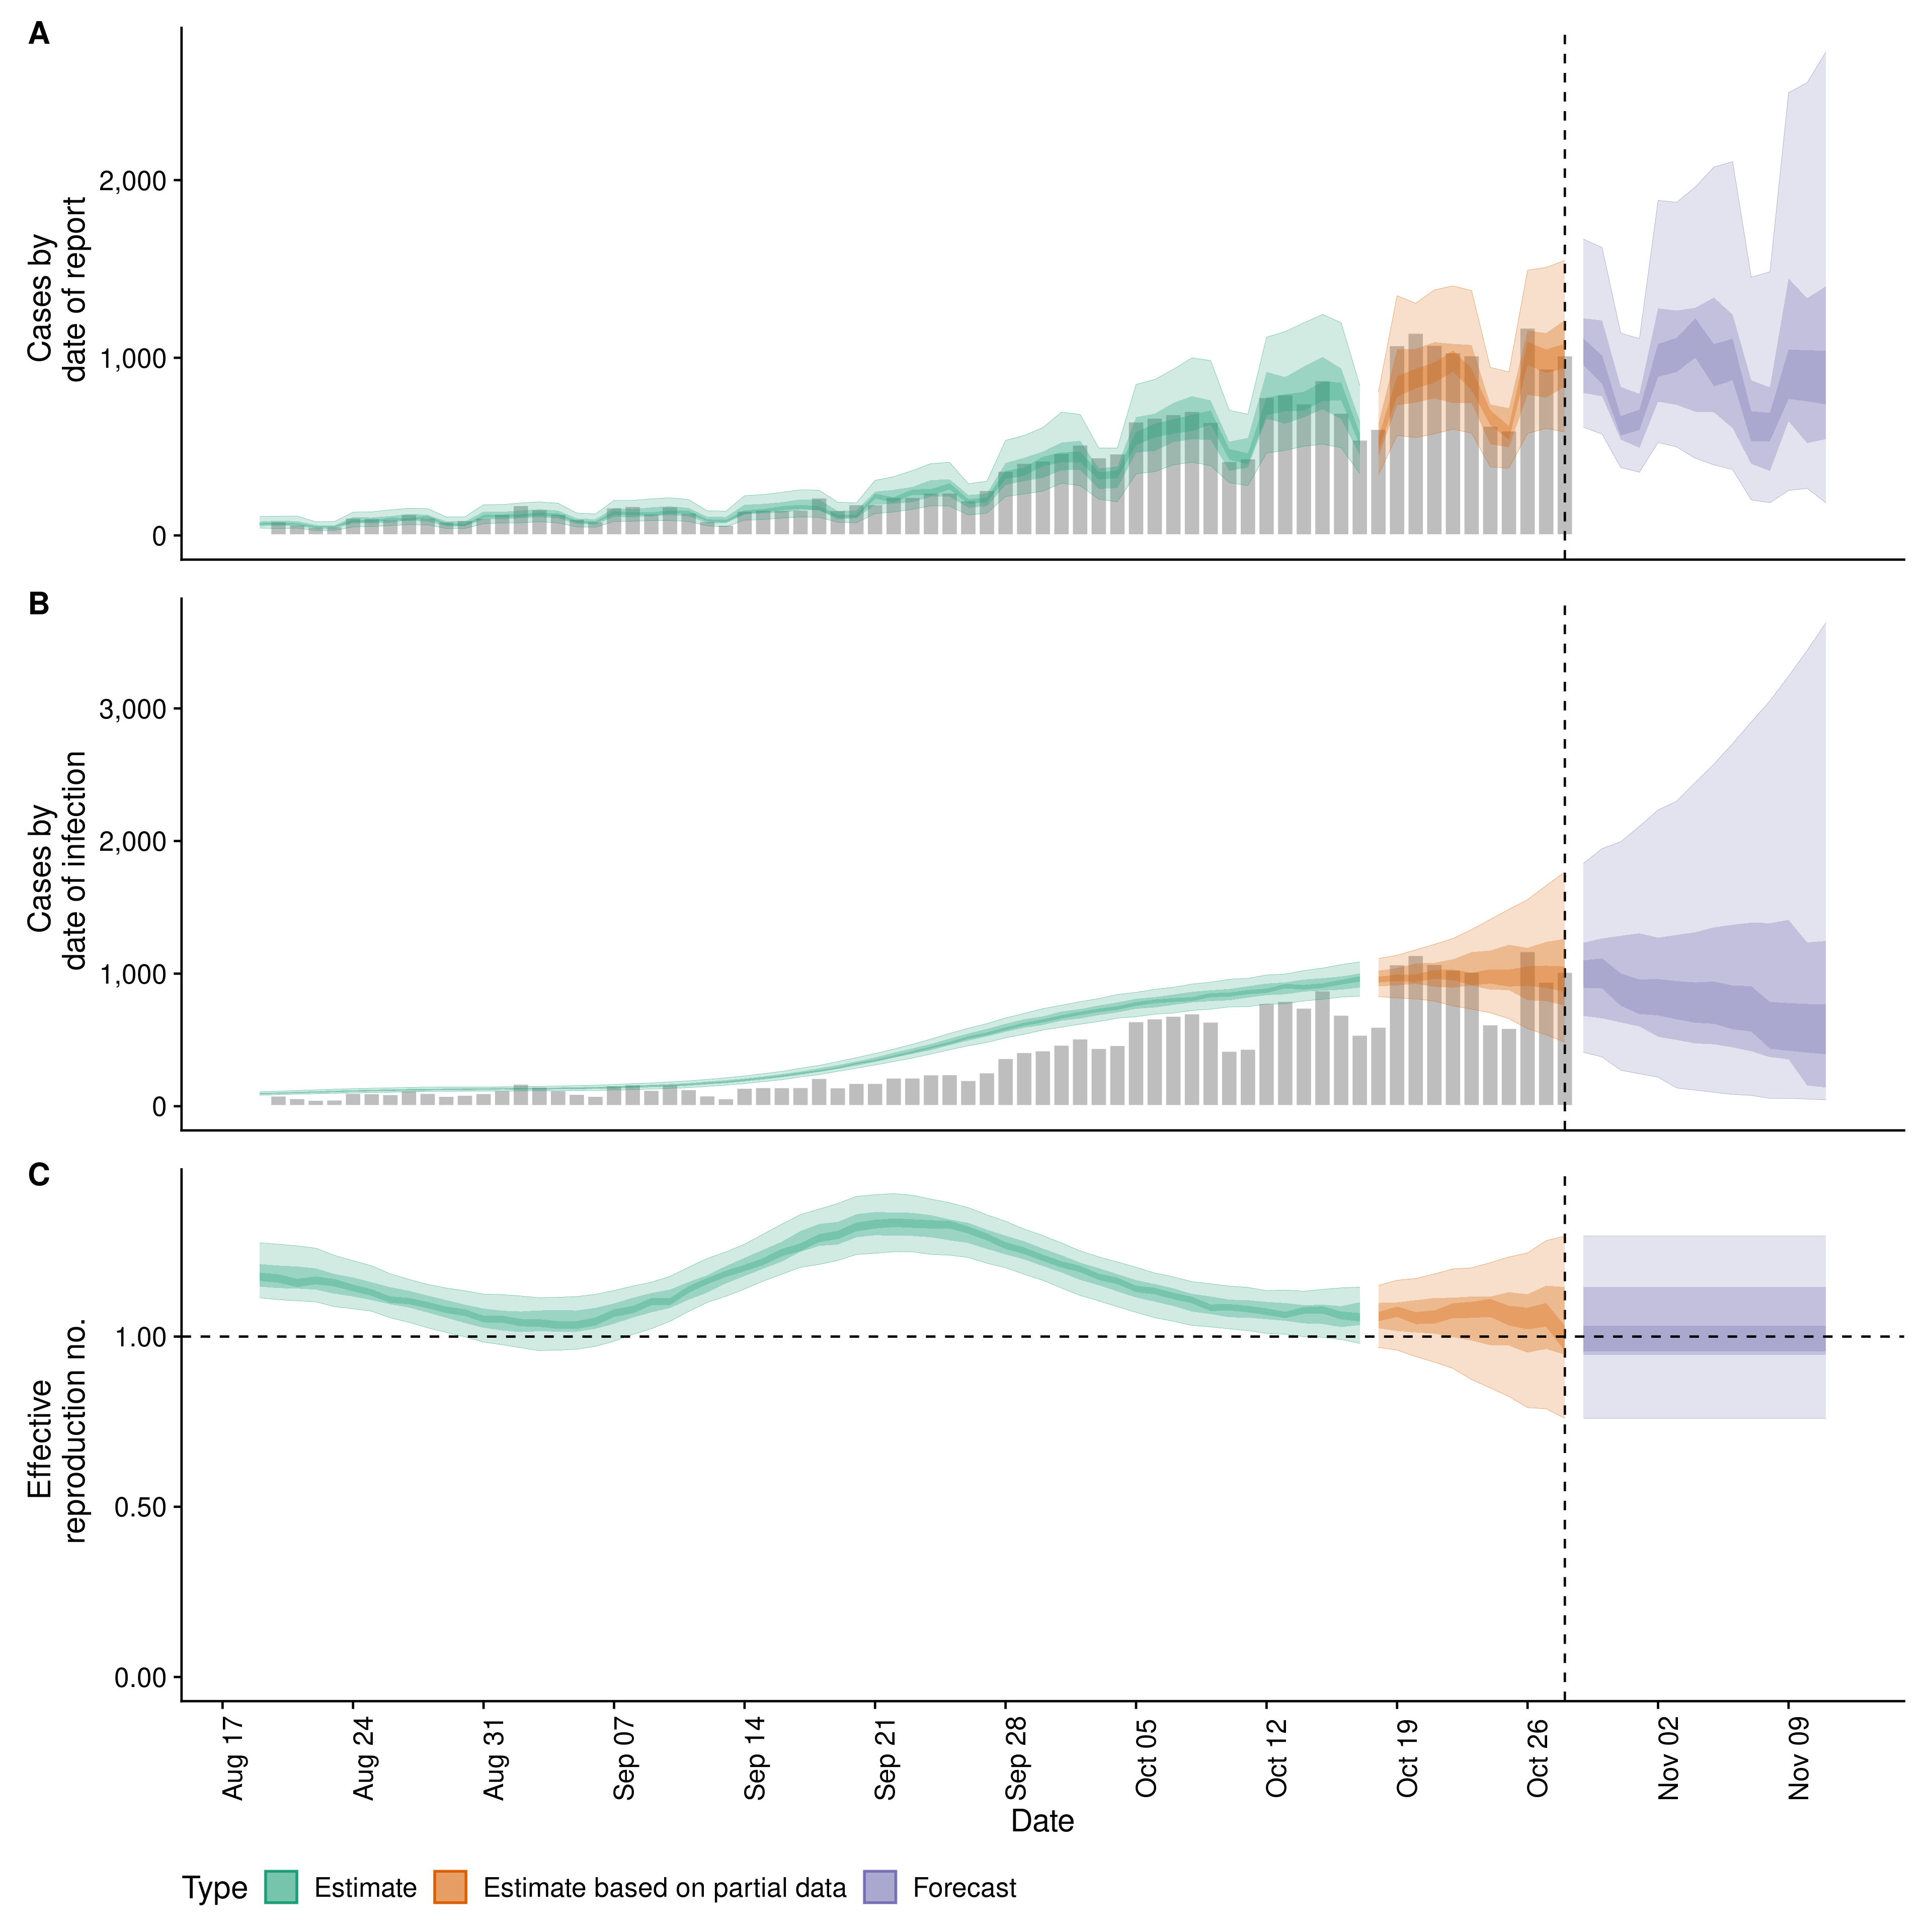 A
Cases by
date of report
2,000
1,000
0
B
Cases by
date of infection
3,000
2,000
1,000
0
C
Effective
reproduction no.
1.00
0.50
0.00
Aug 17
Aug 24
Aug 31
Sep 07
Sep 14
Sep 21
Sep 28
Oct 05
Oct 12
Oct 19
Oct 26
Nov 02
Nov 09
Date
Type Estimate Estimate based on partial data Forecast